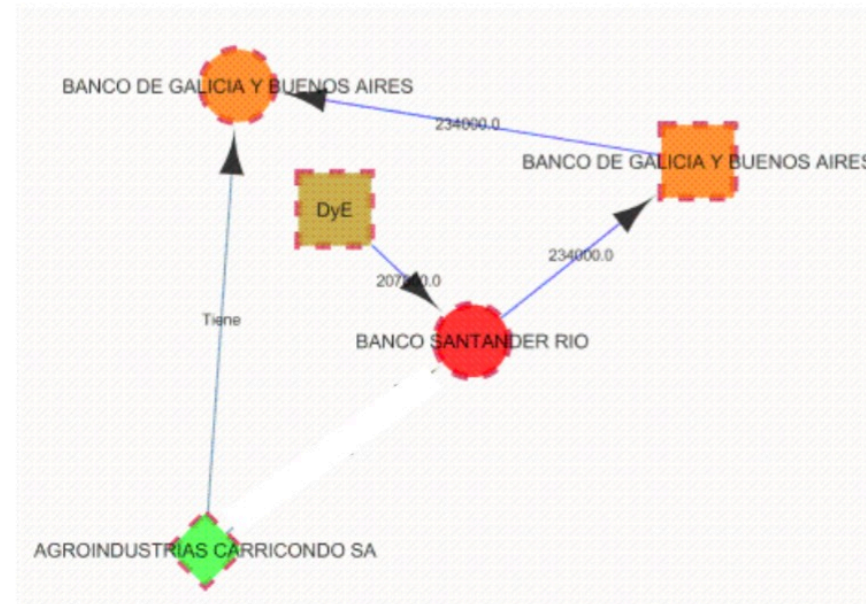 BANCO DE GALICIA Y BUENOS AIRES
234000.0
BANCO DE GALICIA Y BUENOS AIRES
DyE
234000.0
Tiene
BANCO SANTANDER RIO
AGROINDUSTRIAS CARRICONDO SA